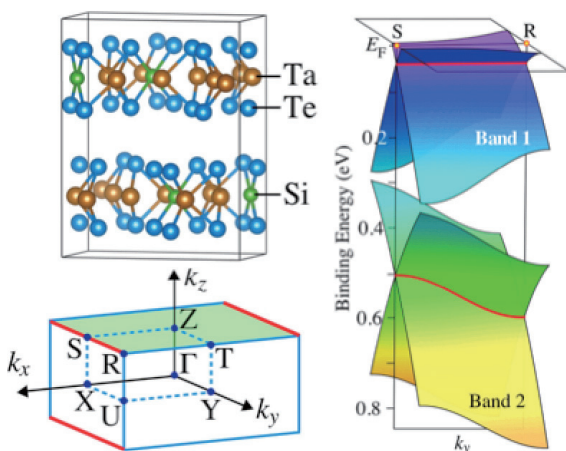 Ta
Te
Si
k_z
Z
S
R
Γ
T
k_x
X
U
Y
k_y
S
R
E_F
0.2
Band 1
0.4
0.6
Band 2
0.8
Binding Energy (eV)
k_y